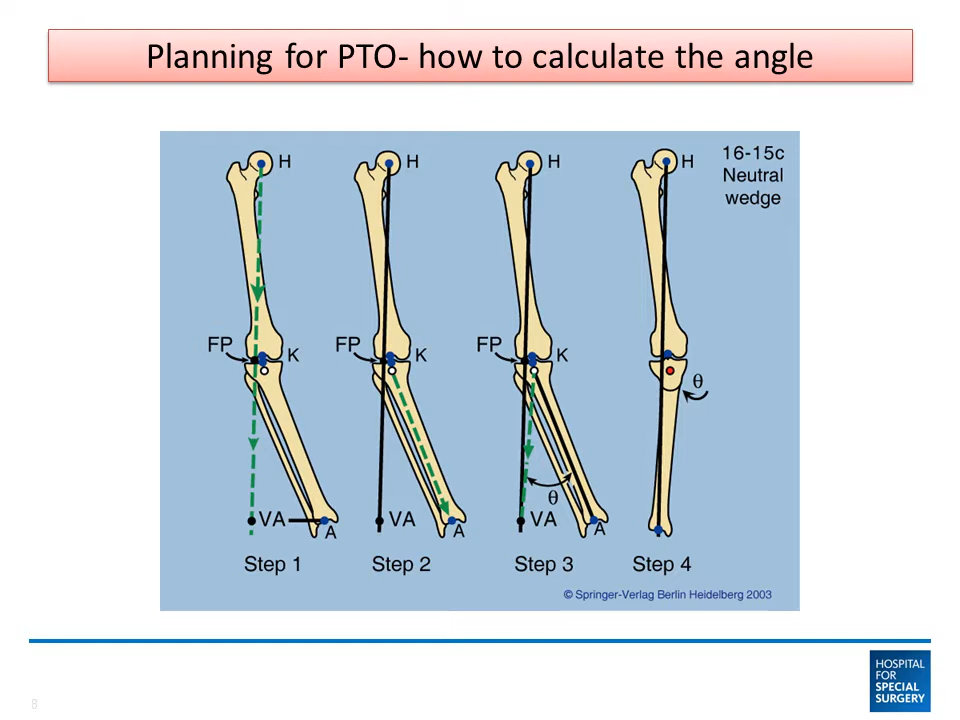 Planning for PTO- how to calculate the angle
16-15c
Neutral
wedge
H
H
H
H
FP
K
FP
K
FP
K
θ
θ
VA
A
VA
A
VA
A
Step 1
Step 2
Step 3
Step 4
© Springer-Verlag Berlin Heidelberg 2003
HOSPITAL
FOR
SPECIAL
SURGERY
8